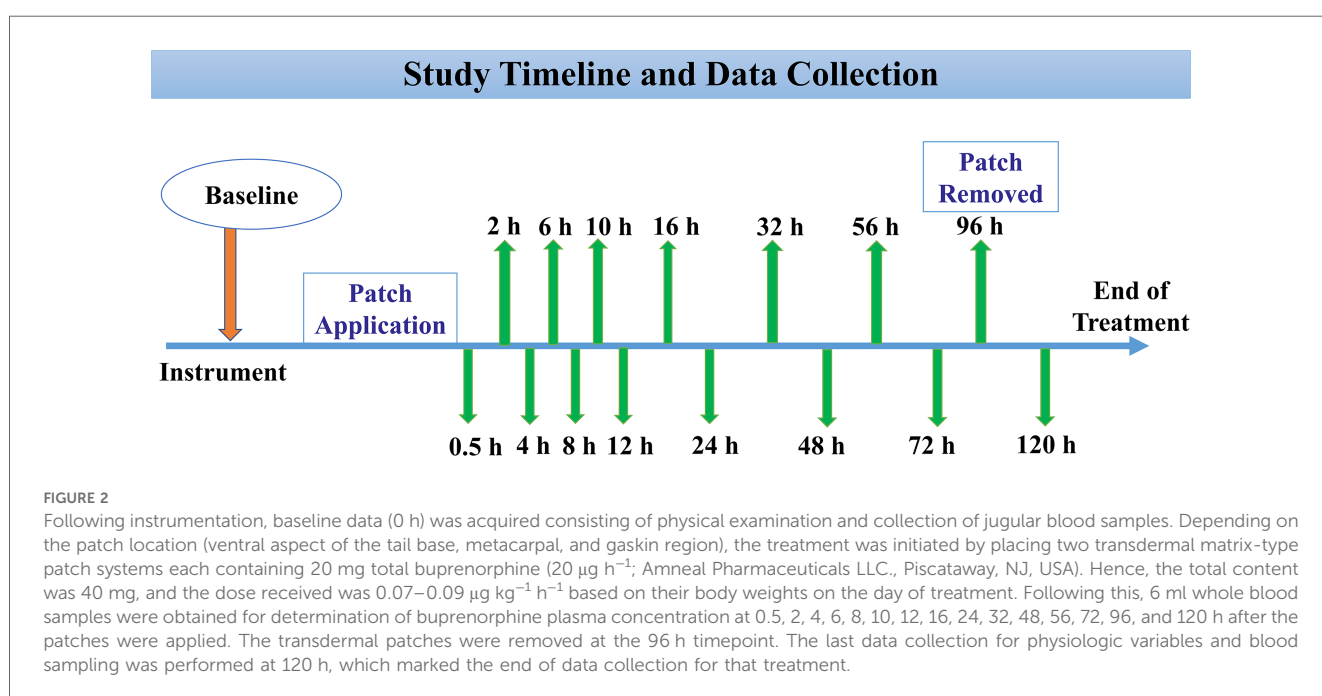 Study Timeline and Data Collection
Baseline
Patch
Removed
2 h 6 h 10 h 16 h 32 h 56 h 96 h
Patch
Application
End of
Treatment
Instrument
0.5 h 4 h 8 h 12 h 24 h 48 h 72 h 120 h
FIGURE 2
Following instrumentation, baseline data (0 h) was acquired consisting of physical examination and collection of jugular blood samples. Depending on
the patch location (ventral aspect of the tail base, metacarpal, and gaskin region), the treatment was initiated by placing two transdermal matrix-type
patch systems each containing 20 mg total buprenorphine (20 μg h⁻¹; Amneal Pharmaceuticals LLC., Piscataway, NJ, USA). Hence, the total content
was 40 mg, and the dose received was 0.07–0.09 μg kg⁻¹ h⁻¹ based on their body weights on the day of treatment. Following this, 6 ml whole blood
samples were obtained for determination of buprenorphine plasma concentration at 0.5, 2, 4, 6, 8, 10, 12, 16, 24, 32, 48, 56, 72, 96, and 120 h after the
patches were applied. The transdermal patches were removed at the 96 h timepoint. The last data collection for physiologic variables and blood
sampling was performed at 120 h, which marked the end of data collection for that treatment.